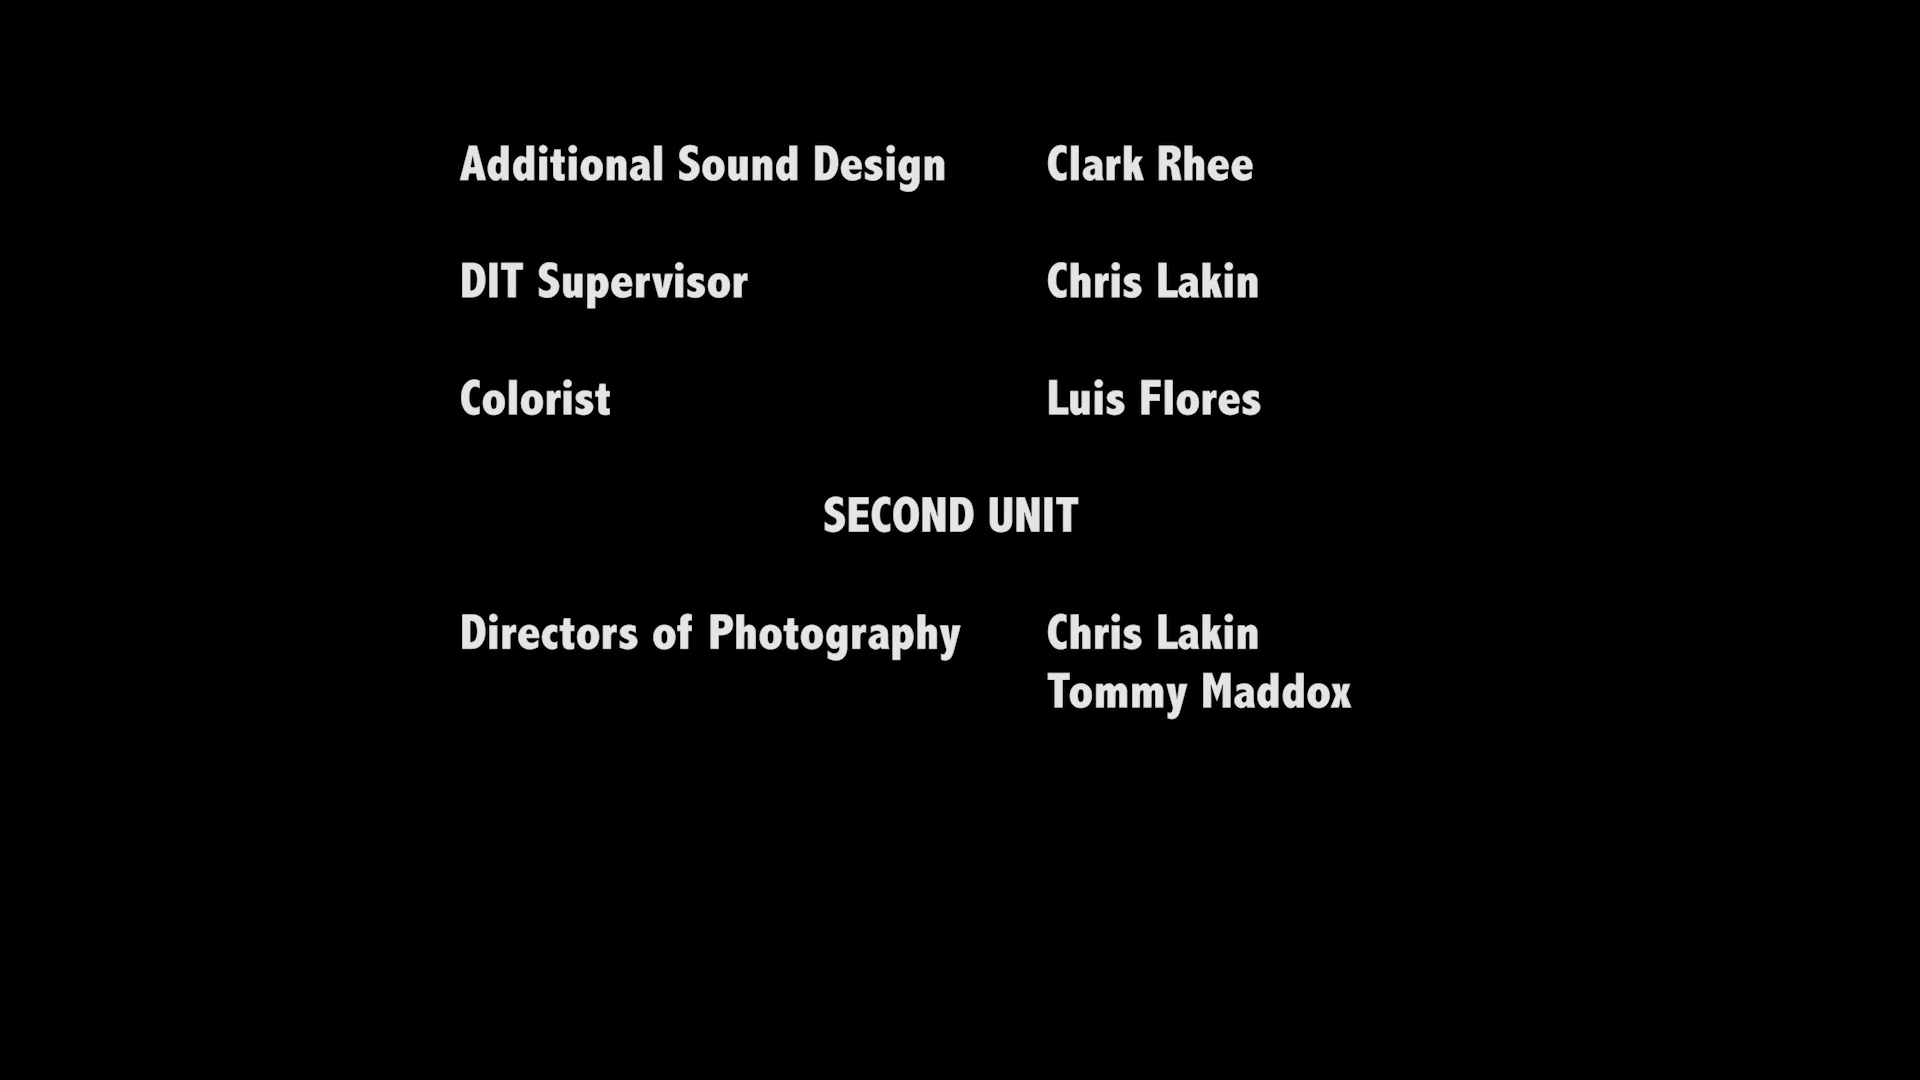 Additional Sound Design Clark Rhee
DIT Supervisor Chris Lakin
Colorist Luis Flores
SECOND UNIT
Directors of Photography Chris Lakin
Tommy Maddox